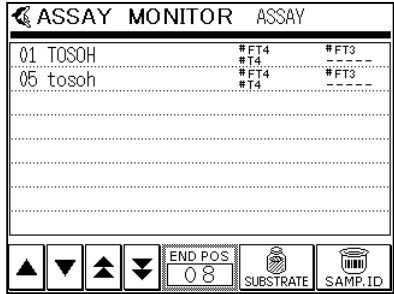 ASSAY MONITOR ASSAY
01 TOSOH #FT4 #FT3
#T4 -----
05 tosoh #FT4 #FT3
#T4 -----
END POS
08
SUBSTRATE
SAMP.ID